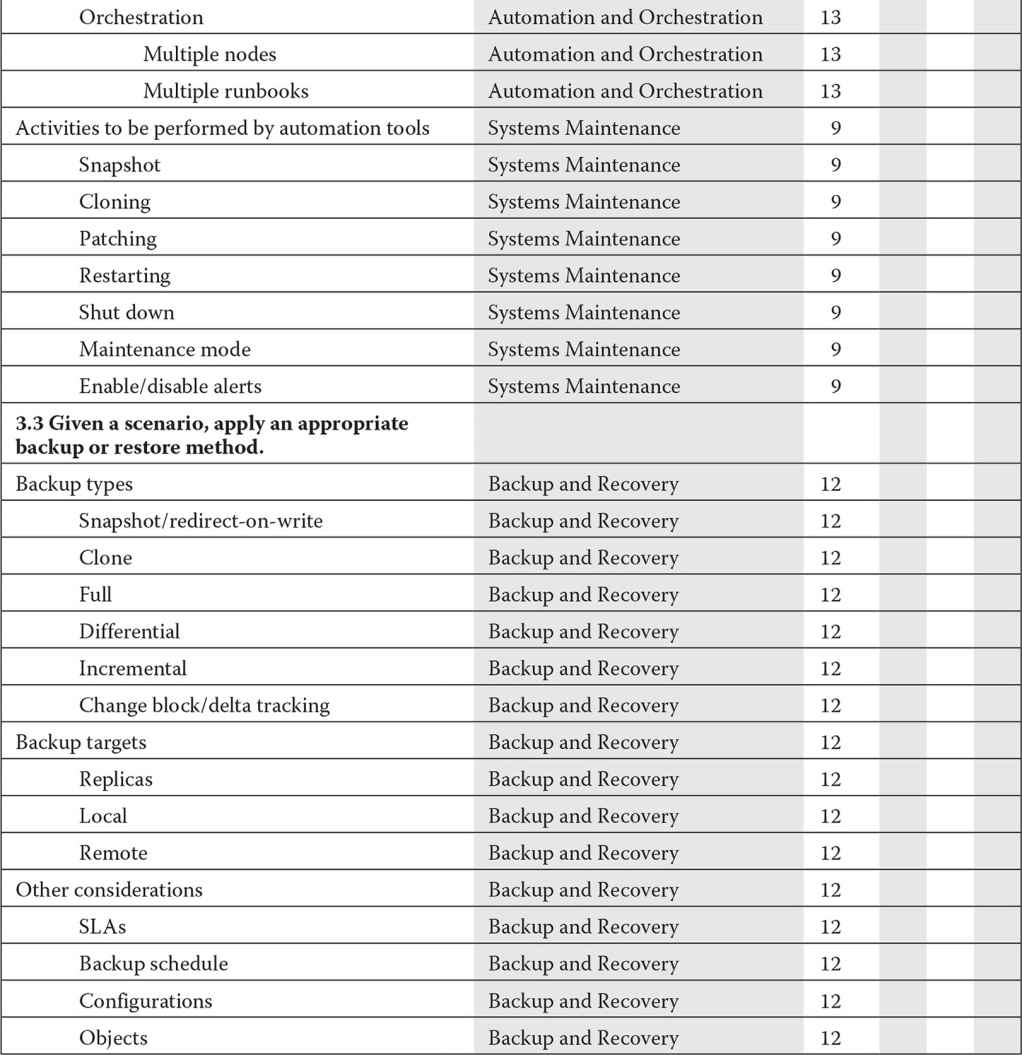 Orchestration Automation and Orchestration 13
Multiple nodes Automation and Orchestration 13
Multiple runbooks Automation and Orchestration 13
Activities to be performed by automation tools Systems Maintenance 9
Snapshot Systems Maintenance 9
Cloning Systems Maintenance 9
Patching Systems Maintenance 9
Restarting Systems Maintenance 9
Shut down Systems Maintenance 9
Maintenance mode Systems Maintenance 9
Enable/disable alerts Systems Maintenance 9
3.3 Given a scenario, apply an appropriate
backup or restore method.
Backup types Backup and Recovery 12
Snapshot/redirect-on-write Backup and Recovery 12
Clone Backup and Recovery 12
Full Backup and Recovery 12
Differential Backup and Recovery 12
Incremental Backup and Recovery 12
Change block/delta tracking Backup and Recovery 12
Backup targets Backup and Recovery 12
Replicas Backup and Recovery 12
Local Backup and Recovery 12
Remote Backup and Recovery 12
Other considerations Backup and Recovery 12
SLAs Backup and Recovery 12
Backup schedule Backup and Recovery 12
Configurations Backup and Recovery 12
Objects Backup and Recovery 12